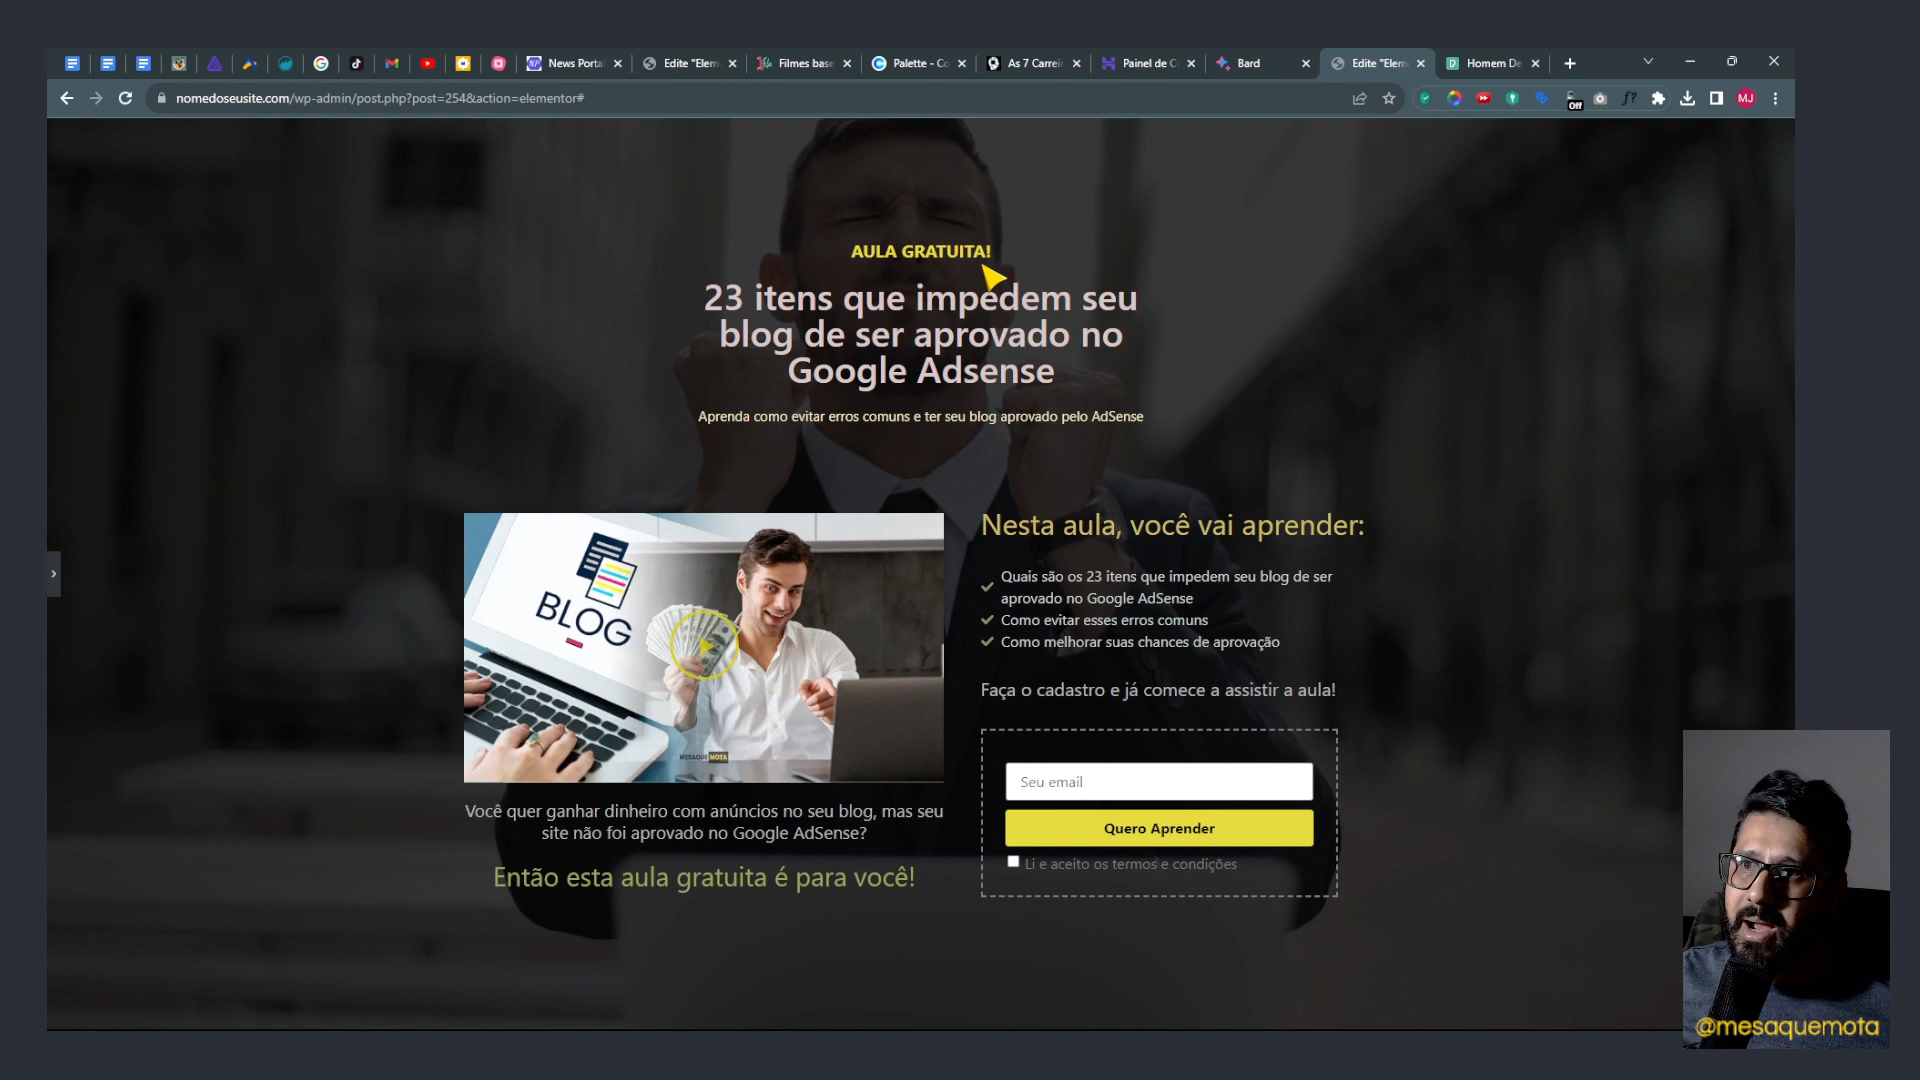 News Porta
Edite "Elem
Filmes base
Palette - Co
As 7 Carreir
Painel de C
Bard
Edite "Elem
Homem De
nomedoseusite.com/wp-admin/post.php?post=254&action=elementor#
Off
f?
MJ
AULA GRATUITA!
23 itens que impedem seu
blog de ser aprovado no
Google Adsense
Aprenda como evitar erros comuns e ter seu blog aprovado pelo AdSense
BLOG
MESAQUE MOTA
Você quer ganhar dinheiro com anúncios no seu blog, mas seu
site não foi aprovado no Google AdSense?
Então esta aula gratuita é para você!
Nesta aula, você vai aprender:
Quais são os 23 itens que impedem seu blog de ser
aprovado no Google AdSense
Como evitar esses erros comuns
Como melhorar suas chances de aprovação
Faça o cadastro e já comece a assistir a aula!
Seu email
Quero Aprender
Li e aceito os termos e condições
@mesaquemota